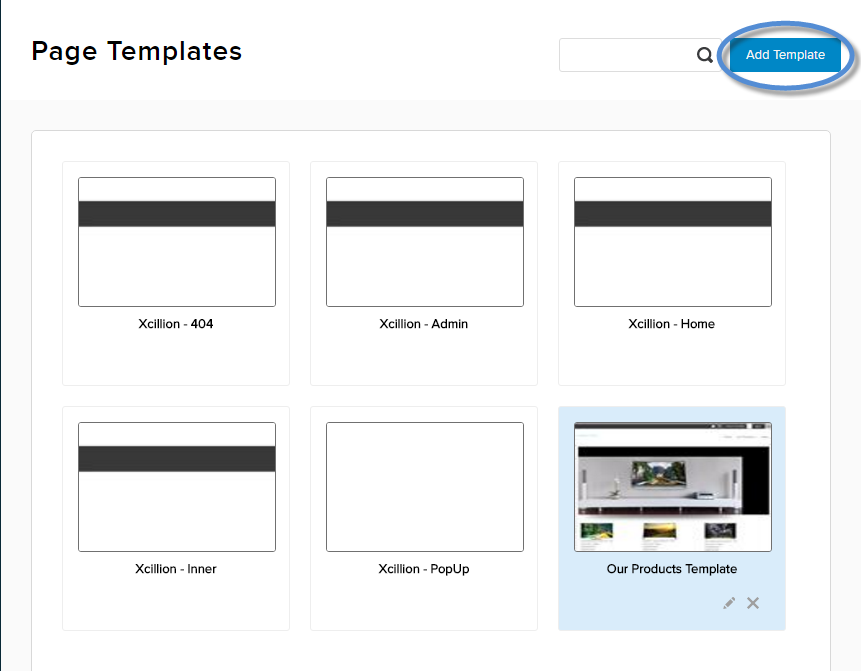 Page Templates
Add Template
Xcillion - 404
Xcillion - Admin
Xcillion - Home
Xcillion - Inner
Xcillion - PopUp
Our Products Template